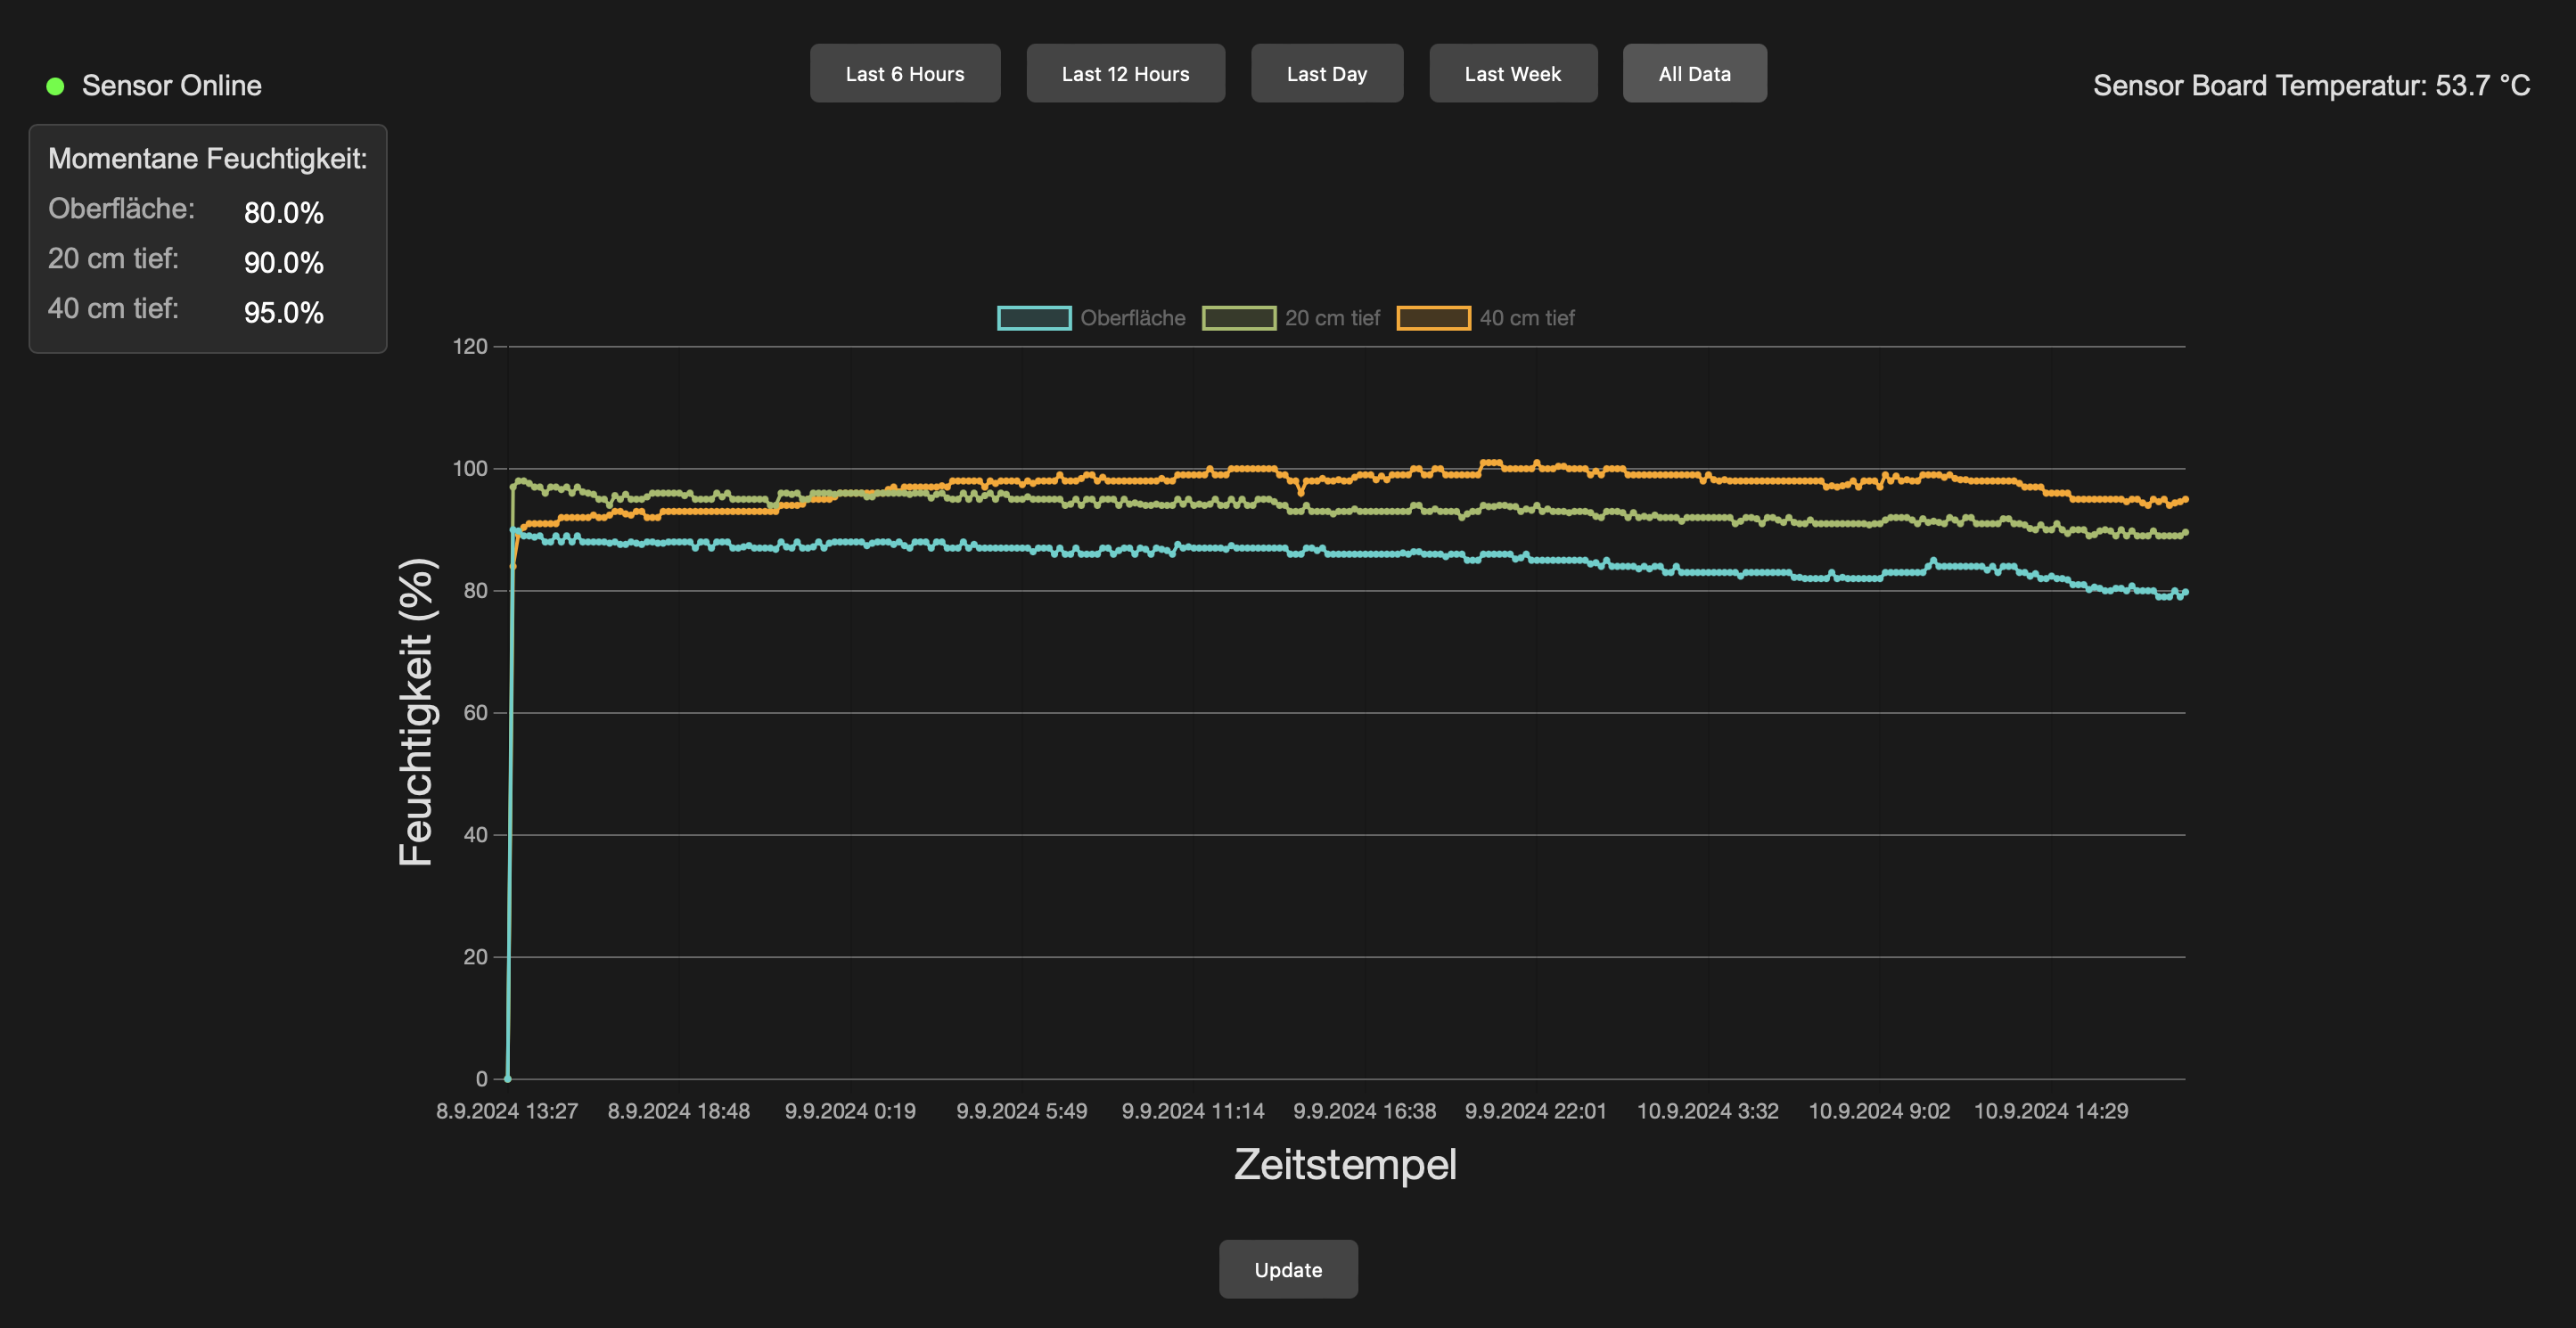 Sensor Online
Last 6 Hours
Last 12 Hours
Last Day
Last Week
All Data
Sensor Board Temperatur: 53.7 °C
Momentane Feuchtigkeit:
Oberfläche: 80.0%
20 cm tief: 90.0%
40 cm tief: 95.0%
Oberfläche 20 cm tief 40 cm tief
120
100
80
60
40
20
0
Feuchtigkeit (%)
8.9.2024 13:27 8.9.2024 18:48 9.9.2024 0:19 9.9.2024 5:49 9.9.2024 11:14 9.9.2024 16:38 9.9.2024 22:01 10.9.2024 3:32 10.9.2024 9:02 10.9.2024 14:29
Zeitstempel
Update